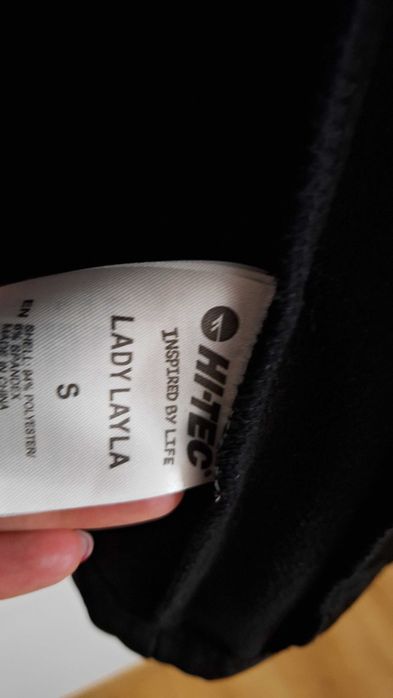 HI-TEC
INSPIRED BY LIFE
LADY LAYLA
S
EN SHELL: 94% POLYESTER/
6% SPANDEX
MADE IN CHINA